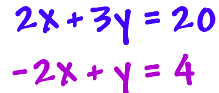 2x + 3y = 20
-2x + y = 4